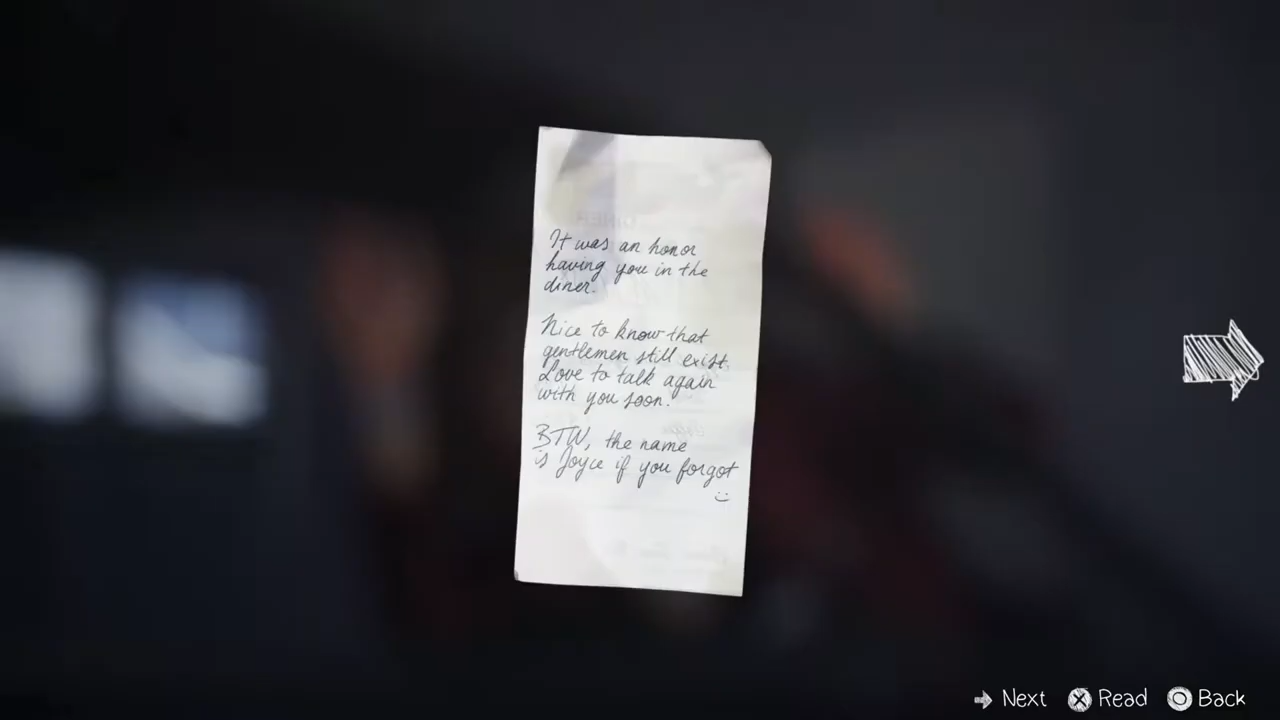 It was an honor
having you in the
diner.
Nice to know that
gentlemen still exist.
Love to talk again
with you soon.
BTW, the name
is Joyce if you forgot
:)
Next Read Back